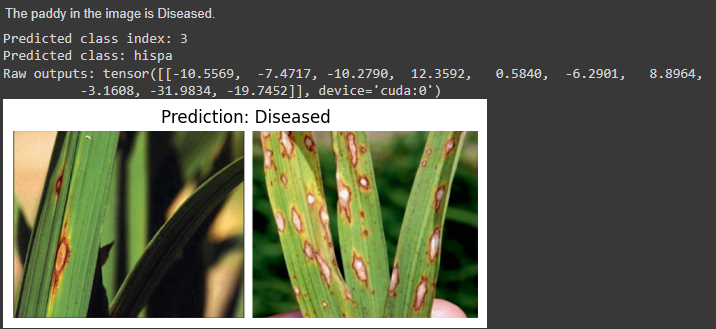 The paddy in the image is Diseased.
Predicted class index: 3
Predicted class: hispa
Raw outputs: tensor([[-10.5569, -7.4717, -10.2790, 12.3592, 0.5840, -6.2901, 8.8964,
-3.1608, -31.9834, -19.7452]], device='cuda:0')
Prediction: Diseased